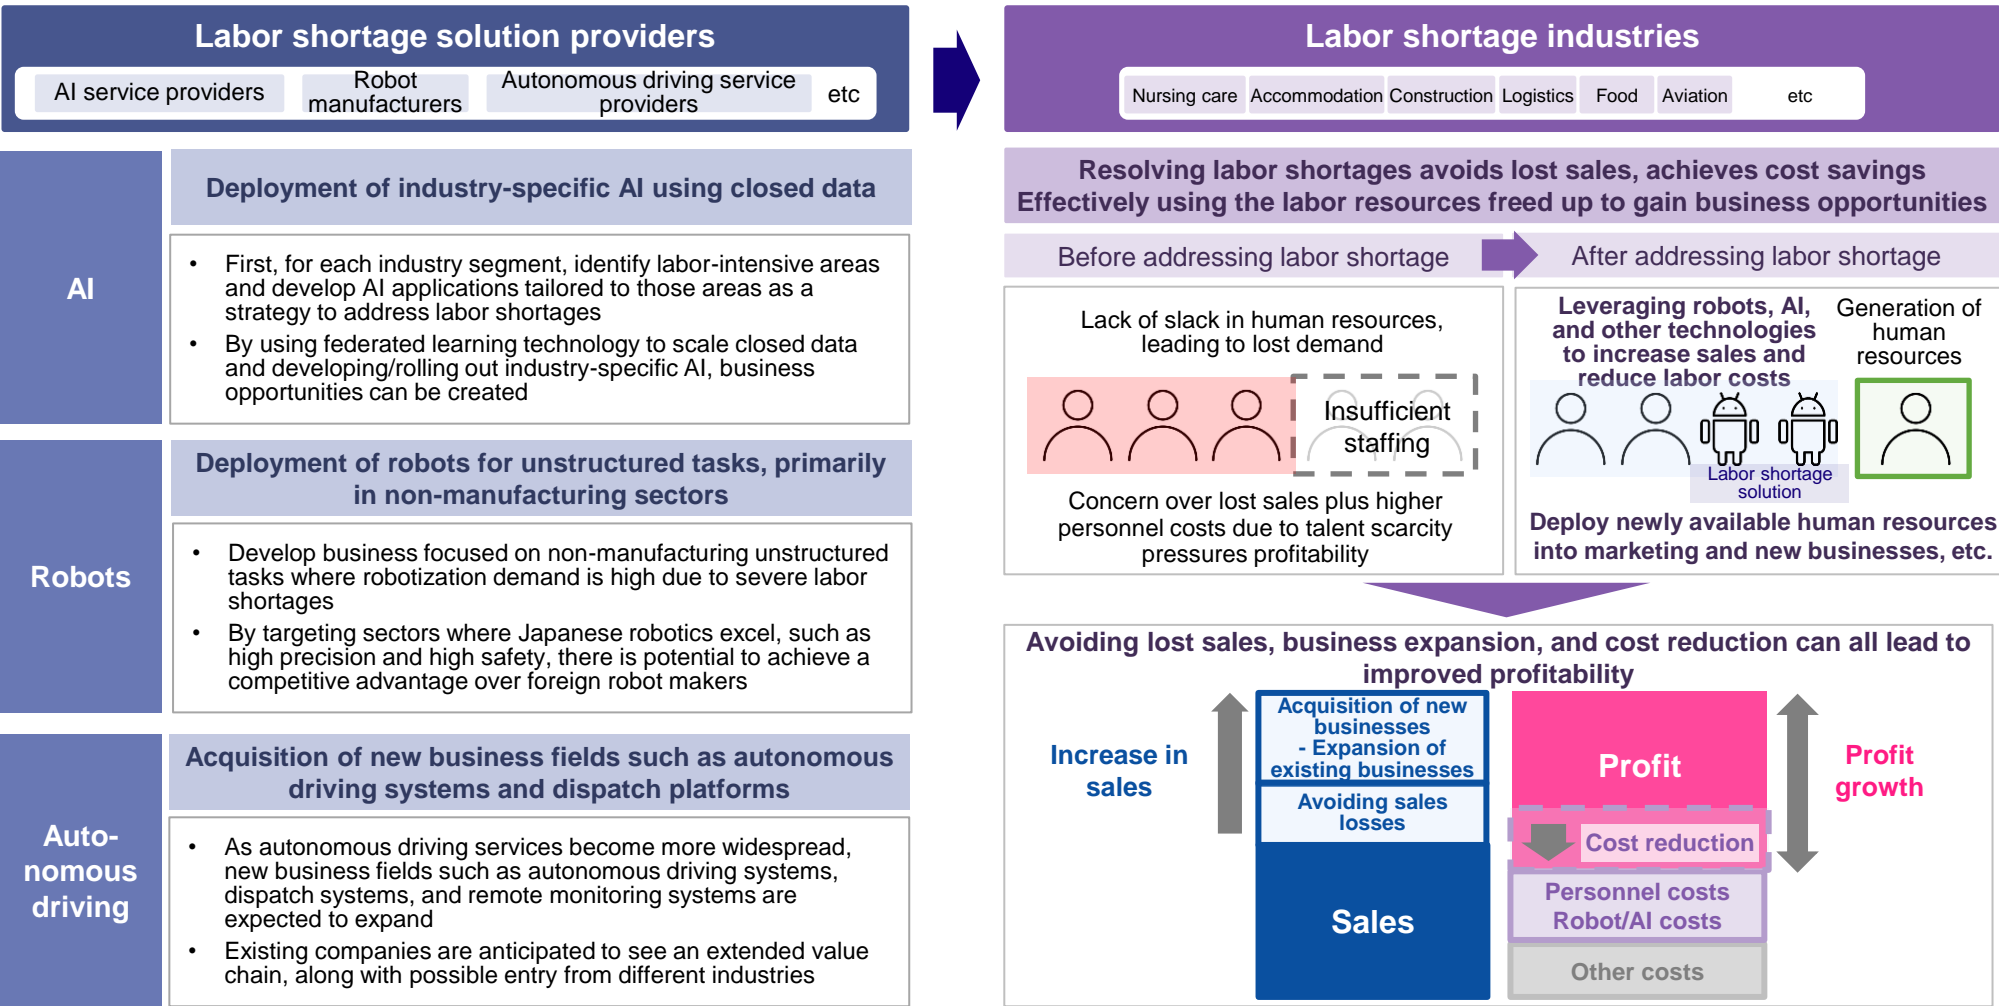 Labor shortage solution providers
AI service providers
Robot
manufacturers
Autonomous driving service
providers
etc
Labor shortage industries
Nursing care
Accommodation
Construction
Logistics
Food
Aviation
etc
AI
Deployment of industry-specific AI using closed data
• First, for each industry segment, identify labor-intensive areas
and develop AI applications tailored to those areas as a
strategy to address labor shortages
• By using federated learning technology to scale closed data
and developing/rolling out industry-specific AI, business
opportunities can be created
Robots
Deployment of robots for unstructured tasks, primarily
in non-manufacturing sectors
• Develop business focused on non-manufacturing unstructured
tasks where robotization demand is high due to severe labor
shortages
• By targeting sectors where Japanese robotics excel, such as
high precision and high safety, there is potential to achieve a
competitive advantage over foreign robot makers
Auto-
nomous
driving
Acquisition of new business fields such as autonomous
driving systems and dispatch platforms
• As autonomous driving services become more widespread,
new business fields such as autonomous driving systems,
dispatch systems, and remote monitoring systems are
expected to expand
• Existing companies are anticipated to see an extended value
chain, along with possible entry from different industries
Resolving labor shortages avoids lost sales, achieves cost savings
Effectively using the labor resources freed up to gain business opportunities
Before addressing labor shortage
After addressing labor shortage
Lack of slack in human resources,
leading to lost demand
Insufficient
staffing
Concern over lost sales plus higher
personnel costs due to talent scarcity
pressures profitability
Leveraging robots, AI,
and other technologies
to increase sales and
reduce labor costs
Generation of
human
resources
Labor shortage
solution
Deploy newly available human resources
into marketing and new businesses, etc.
Avoiding lost sales, business expansion, and cost reduction can all lead to
improved profitability
Increase in
sales
Acquisition of new
businesses
- Expansion of
existing businesses
Avoiding sales
losses
Sales
Profit
Cost reduction
Personnel costs
Robot/AI costs
Other costs
Profit
growth